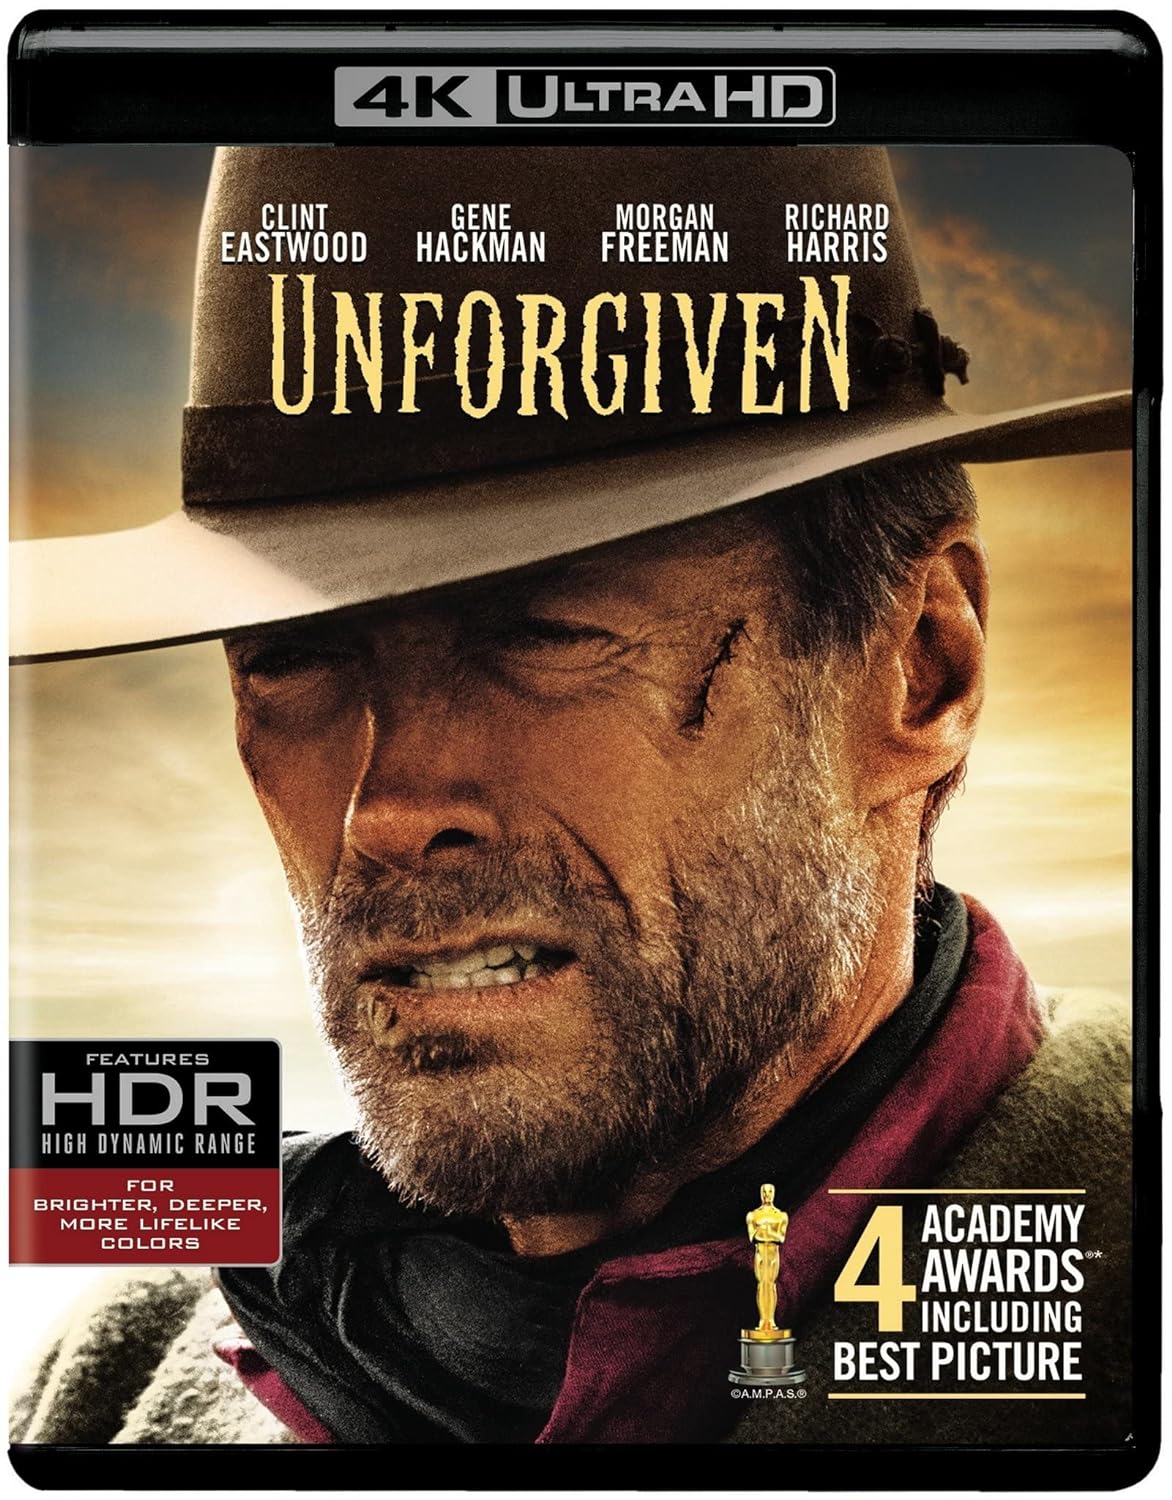 4K ULTRA HD
CLINT EASTWOOD
GENE HACKMAN
MORGAN FREEMAN
RICHARD HARRIS
UNFORGIVEN
FEATURES
HDR
HIGH DYNAMIC RANGE
FOR
BRIGHTER, DEEPER,
MORE LIFELIKE
COLORS
4 ACADEMY
AWARDS®*
INCLUDING
BEST PICTURE
©A.M.P.A.S.®